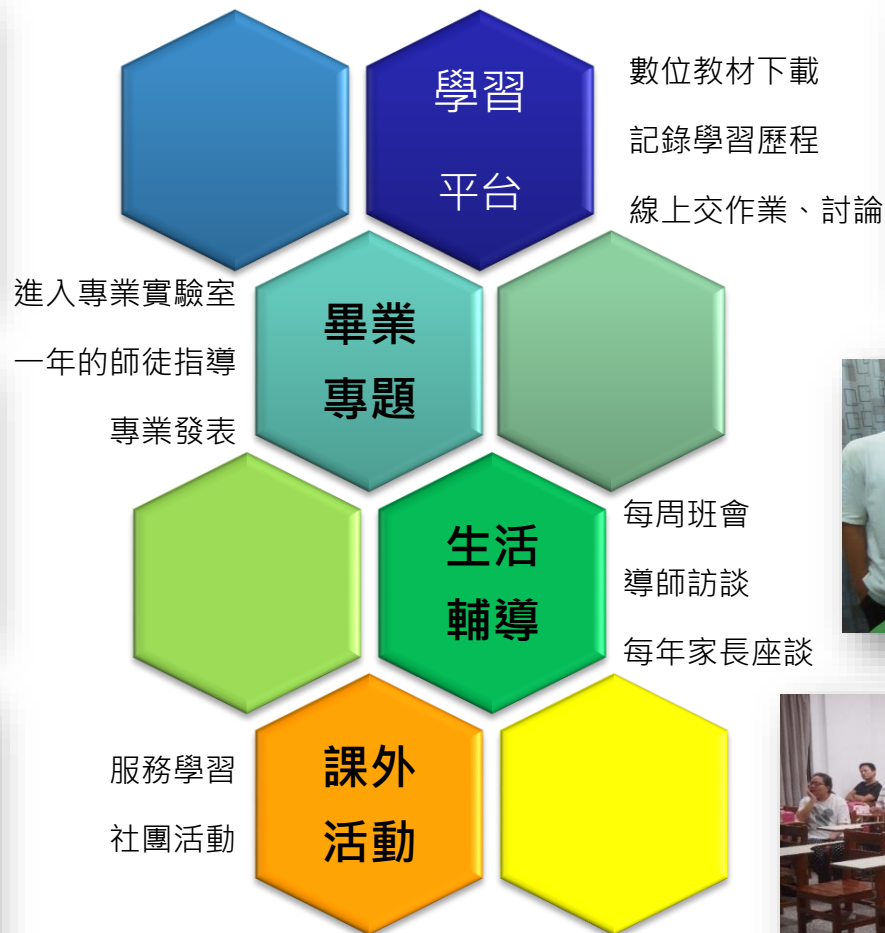 學習
平台
數位教材下載
記錄學習歷程
線上交作業、討論
進入專業實驗室
一年的師徒指導
專業發表
畢業
專題
生活
輔導
每周班會
導師訪談
每年家長座談
服務學習
社團活動
課外
活動